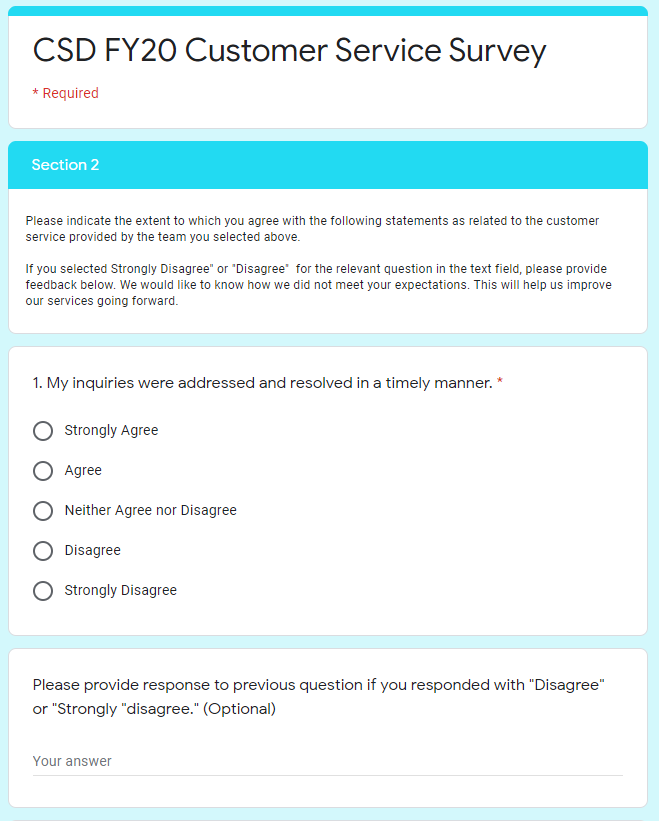 CSD FY20 Customer Service Survey
* Required
Section 2
Please indicate the extent to which you agree with the following statements as related to the customer
service provided by the team you selected above.
If you selected Strongly Disagree" or "Disagree"  for the relevant question in the text field, please provide
feedback below. We would like to know how we did not meet your expectations. This will help us improve
our services going forward.
1. My inquiries were addressed and resolved in a timely manner. *
Strongly Agree
Agree
Neither Agree nor Disagree
Disagree
Strongly Disagree
Please provide response to previous question if you responded with "Disagree"
or "Strongly "disagree." (Optional)
Your answer